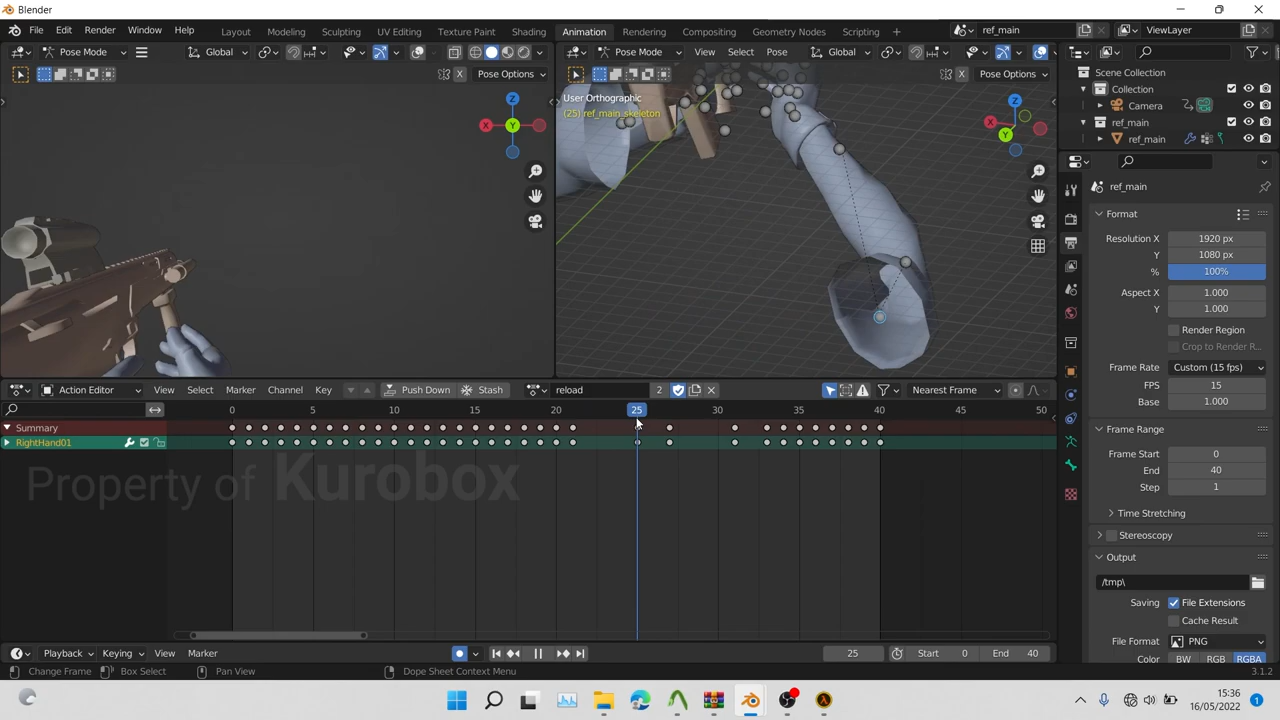 Blender
File Edit Render Window Help Layout Modeling Sculpting UV Editing Texture Paint Shading Animation Rendering Compositing Geometry Nodes Scripting + ref_main ViewLayer
Pose Mode Global Pose Mode View Select Pose Global
Pose Options Pose Options
User Orthographic
(25) ref_main_skeleton
Z
X Y
Z
X
Y
Scene Collection
Collection
Camera
ref_main
ref_main
ref_main
Format
Resolution X 1920 px
Y 1080 px
% 100%
Aspect X 1.000
Y 1.000
Render Region
Crop to Render R...
Frame Rate Custom (15 fps)
FPS 15
Base 1.000
Frame Range
Frame Start 0
End 40
Step 1
Time Stretching
Stereoscopy
Output
/tmp\
Saving File Extensions
Cache Result
File Format PNG
Color BW RGB RGBA
Action Editor View Select Marker Channel Key Push Down Stash reload 2 Nearest Frame
0 5 10 15 20 25 30 35 40 45 50
Summary
RightHand01
Property of Kurobox
Playback Keying View Marker 25 Start 0 End 40
Change Frame Box Select Pan View Dope Sheet Context Menu 3.1.2
15:36
16/05/2022
1